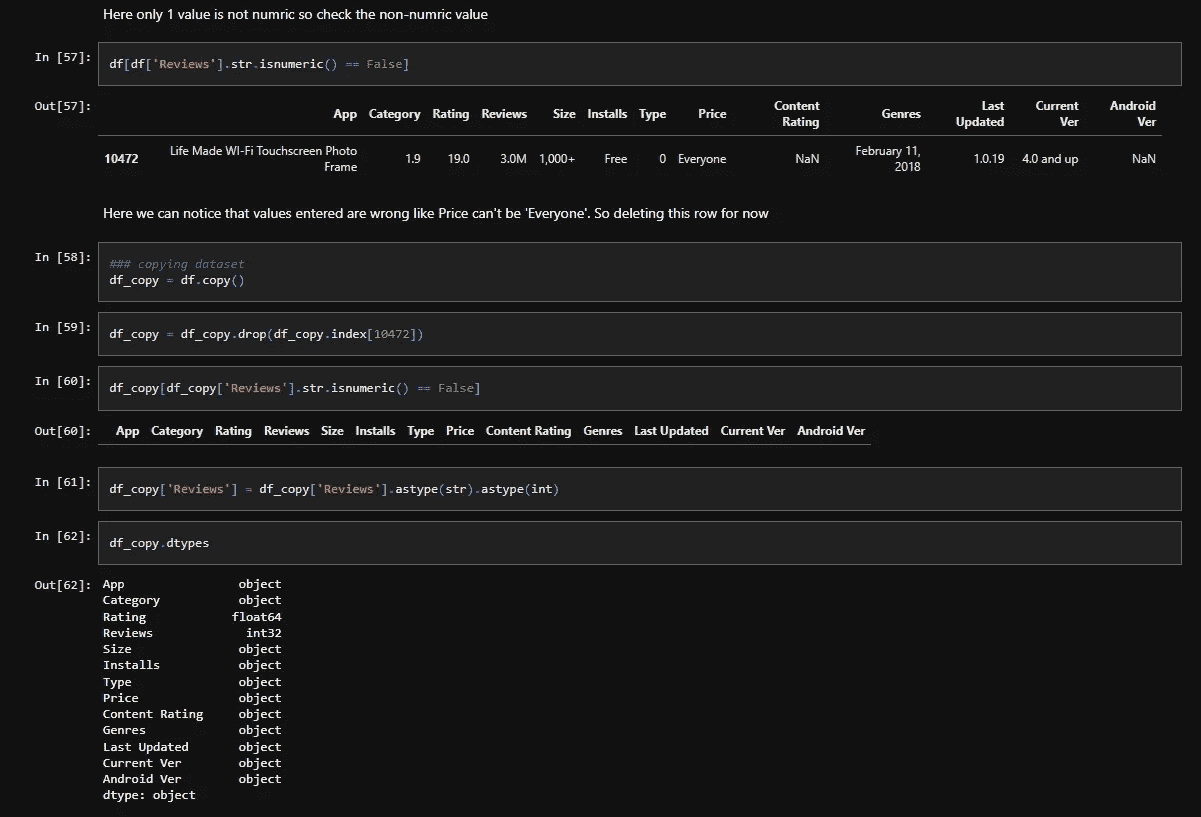 Here only 1 value is not numric so check the non-numric value
In [57]: df[df['Reviews'].str.isnumeric() == False]
Out[57]:
App Category Rating Reviews Size Installs Type Price Content Rating Genres Last Updated Current Ver Android Ver
10472 Life Made WI-Fi Touchscreen Photo Frame 1.9 19.0 3.0M 1,000+ Free 0 Everyone NaN February 11, 2018 1.0.19 4.0 and up NaN
Here we can notice that values entered are wrong like Price can't be 'Everyone'. So deleting this row for now
In [58]: ### copying dataset
df_copy = df.copy()
In [59]: df_copy = df_copy.drop(df_copy.index[10472])
In [60]: df_copy[df_copy['Reviews'].str.isnumeric() == False]
Out[60]: App Category Rating Reviews Size Installs Type Price Content Rating Genres Last Updated Current Ver Android Ver
In [61]: df_copy['Reviews'] = df_copy['Reviews'].astype(str).astype(int)
In [62]: df_copy.dtypes
Out[62]: App object
Category object
Rating float64
Reviews int32
Size object
Installs object
Type object
Price object
Content Rating object
Genres object
Last Updated object
Current Ver object
Android Ver object
dtype: object